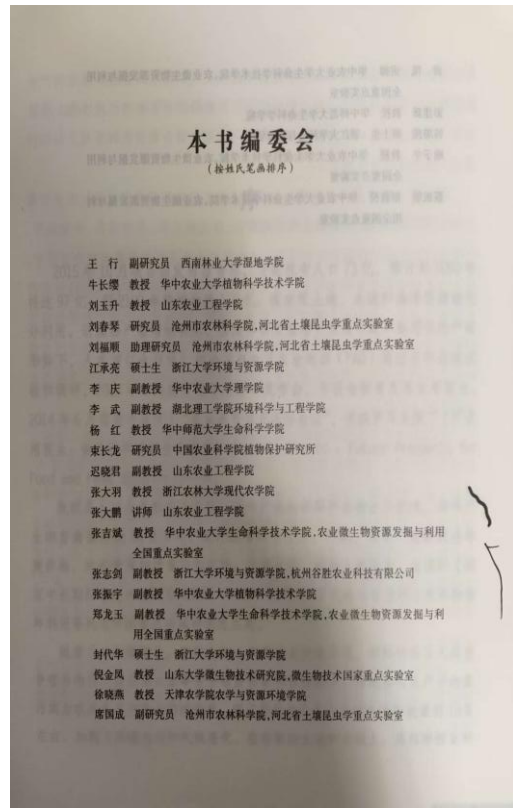 本书编委会
(按姓氏笔画排序)
王 行 副研究员 西南林业大学湿地学院
牛长缨 教授 华中农业大学植物科学技术学院
刘玉升 教授 山东农业工程学院
刘春琴 研究员 沧州市农林科学院,河北省土壤昆虫学重点实验室
刘福顺 助理研究员 沧州市农林科学院,河北省土壤昆虫学重点实验室
江承亮 硕士生 浙江大学环境与资源学院
李 庆 副教授 华中农业大学理学院
李 武 副教授 湖北理工学院环境科学与工程学院
杨 红 教授 华中师范大学生命科学学院
束长龙 研究员 中国农业科学院植物保护研究所
迟晓君 副教授 山东农业工程学院
张大羽 教授 浙江农林大学现代农学院
张大鹏 讲师 山东农业工程学院
张吉斌 教授 华中农业大学生命科学技术学院,农业微生物资源发掘与利用
全国重点实验室
张志剑 副教授 浙江大学环境与资源学院,杭州谷胜农业科技有限公司
张振宇 副教授 华中农业大学植物科学技术学院
郑龙玉 副教授 华中农业大学生命科学技术学院,农业微生物资源发掘与利
用全国重点实验室
封代华 硕士生 浙江大学环境与资源学院
倪金凤 教授 山东大学微生物技术研究院,微生物技术国家重点实验室
徐晓燕 教授 天津农学院农学与资源环境学院
席国成 副研究员 沧州市农林科学院,河北省土壤昆虫学重点实验室